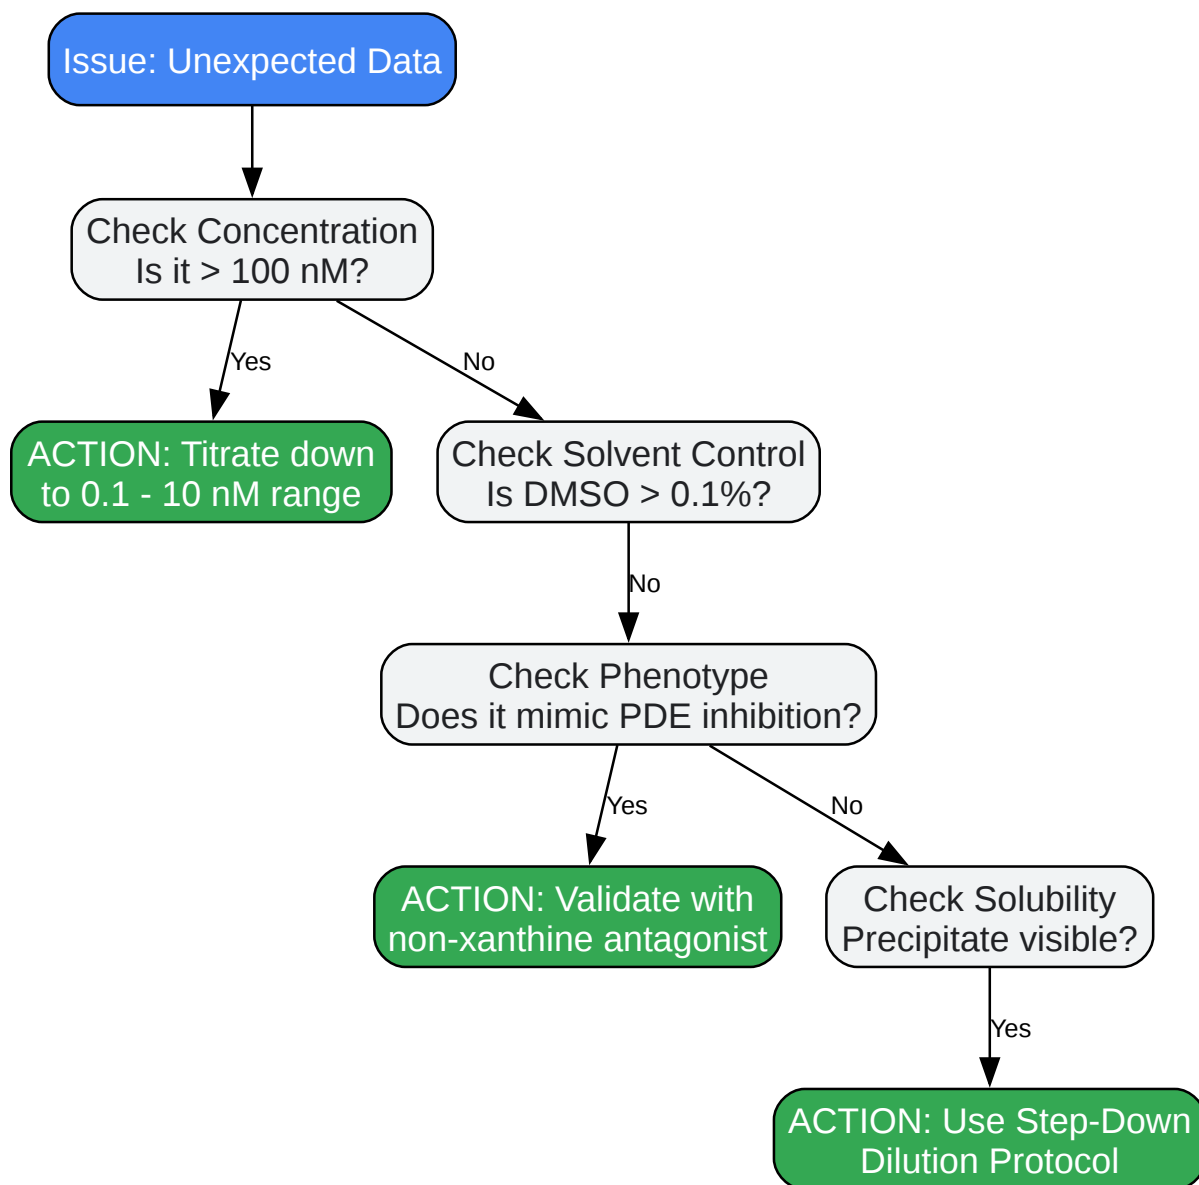 Issue: Unexpected Data
Check Concentration
Is it > 100 nM?
Yes
No
ACTION: Titrate down
to 0.1 - 10 nM range
Check Solvent Control
Is DMSO > 0.1%?
No
Check Phenotype
Does it mimic PDE inhibition?
Yes
No
ACTION: Validate with
non-xanthine antagonist
Check Solubility
Precipitate visible?
Yes
ACTION: Use Step-Down
Dilution Protocol